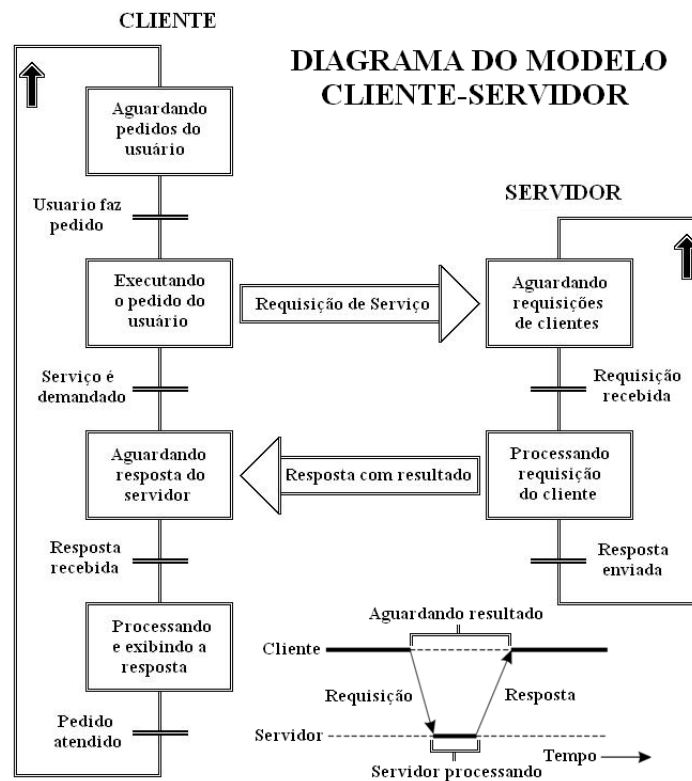 CLIENTE
DIAGRAMA DO MODELO
CLIENTE-SERVIDOR
Aguardando
pedidos do
usuário
Usuario faz
pedido
Executando
o pedido do
usuário
Serviço é
demandado
Aguardando
resposta do
servidor
Resposta
recebida
Processando
e exibindo a
resposta
Pedido
atendido
Requisição de Serviço
Resposta com resultado
SERVIDOR
Aguardando
requisições
de clientes
Requisição
recebida
Processando
requisição
do cliente
Resposta
enviada
Aguardando resultado
Cliente
Requisição
Resposta
Servidor
Tempo
Servidor processando